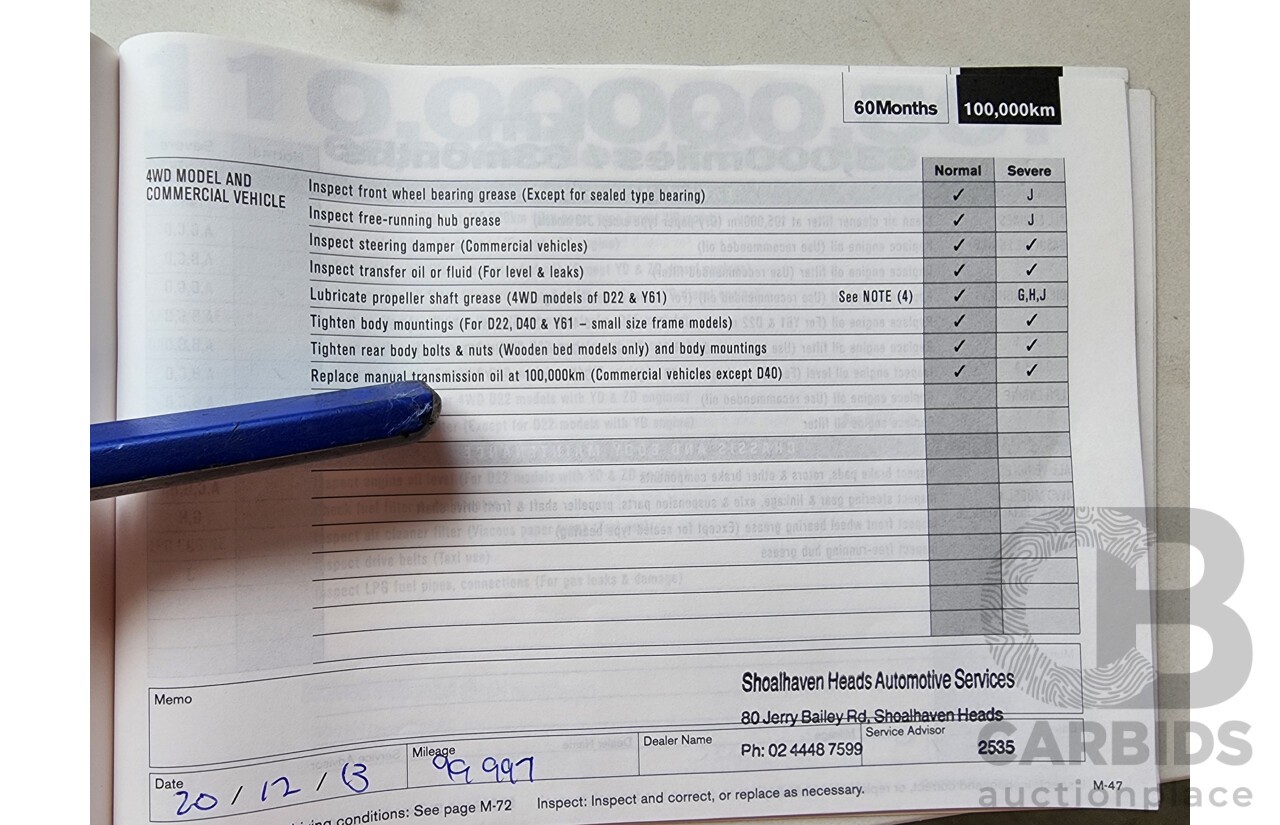 60Months 100,000km
Normal Severe
4WD MODEL AND
COMMERCIAL VEHICLE
Inspect front wheel bearing grease (Except for sealed type bearing) ✓ J
Inspect free-running hub grease ✓ J
Inspect steering damper (Commercial vehicles) ✓ ✓
Inspect transfer oil or fluid (For level & leaks) ✓ ✓
Lubricate propeller shaft grease (4WD models of D22 & Y61) See NOTE (4) ✓ G,H,J
Tighten body mountings (For D22, D40 & Y61 – small size frame models) ✓ ✓
Tighten rear body bolts & nuts (Wooden bed models only) and body mountings ✓ ✓
Replace manual transmission oil at 100,000km (Commercial vehicles except D40) ✓ ✓
Memo
Shoalhaven Heads Automotive Services
80 Jerry Bailey Rd, Shoalhaven Heads
Ph: 02 4448 7599 2535
Date 20 / 12 / 13
Mileage 99 997
Dealer Name
Service Advisor
conditions: See page M-72 Inspect: Inspect and correct, or replace as necessary.
M-47
CB
CARBIDS
auctionplace